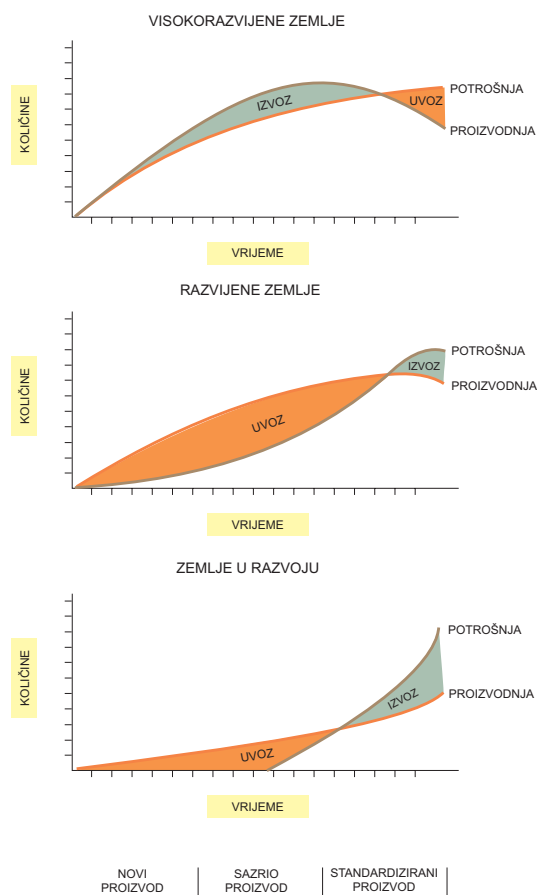 VISOKORAZVIJENE ZEMLJE
KOLIČINE
IZVOZ
UVOZ
POTROŠNJA
PROIZVODNJA
VRIJEME
RAZVIJENE ZEMLJE
KOLIČINE
UVOZ
IZVOZ
POTROŠNJA
PROIZVODNJA
VRIJEME
ZEMLJE U RAZVOJU
KOLIČINE
UVOZ
IZVOZ
POTROŠNJA
PROIZVODNJA
VRIJEME
NOVI
PROIZVOD
SAZRIO
PROIZVOD
STANDARDIZIRANI
PROIZVOD